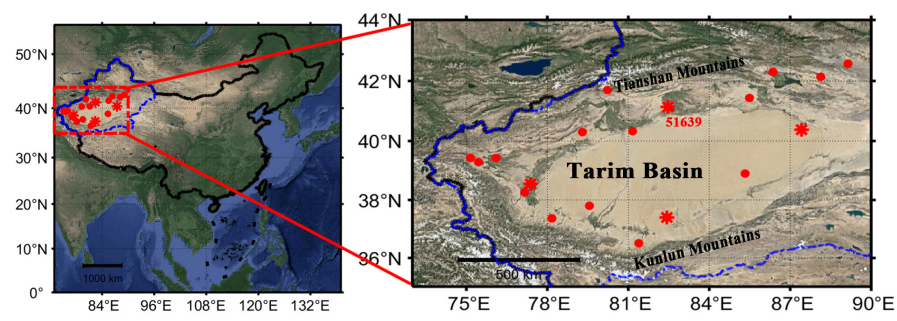 50°N
40°N
30°N
20°N
10°N
0°
84°E 96°E 108°E 120°E 132°E
1000 km
44°N
42°N
40°N
38°N
36°N
75°E 78°E 81°E 84°E 87°E 90°E
Tianshan Mountains
51639
Tarim Basin
Kunlun Mountains
500 km